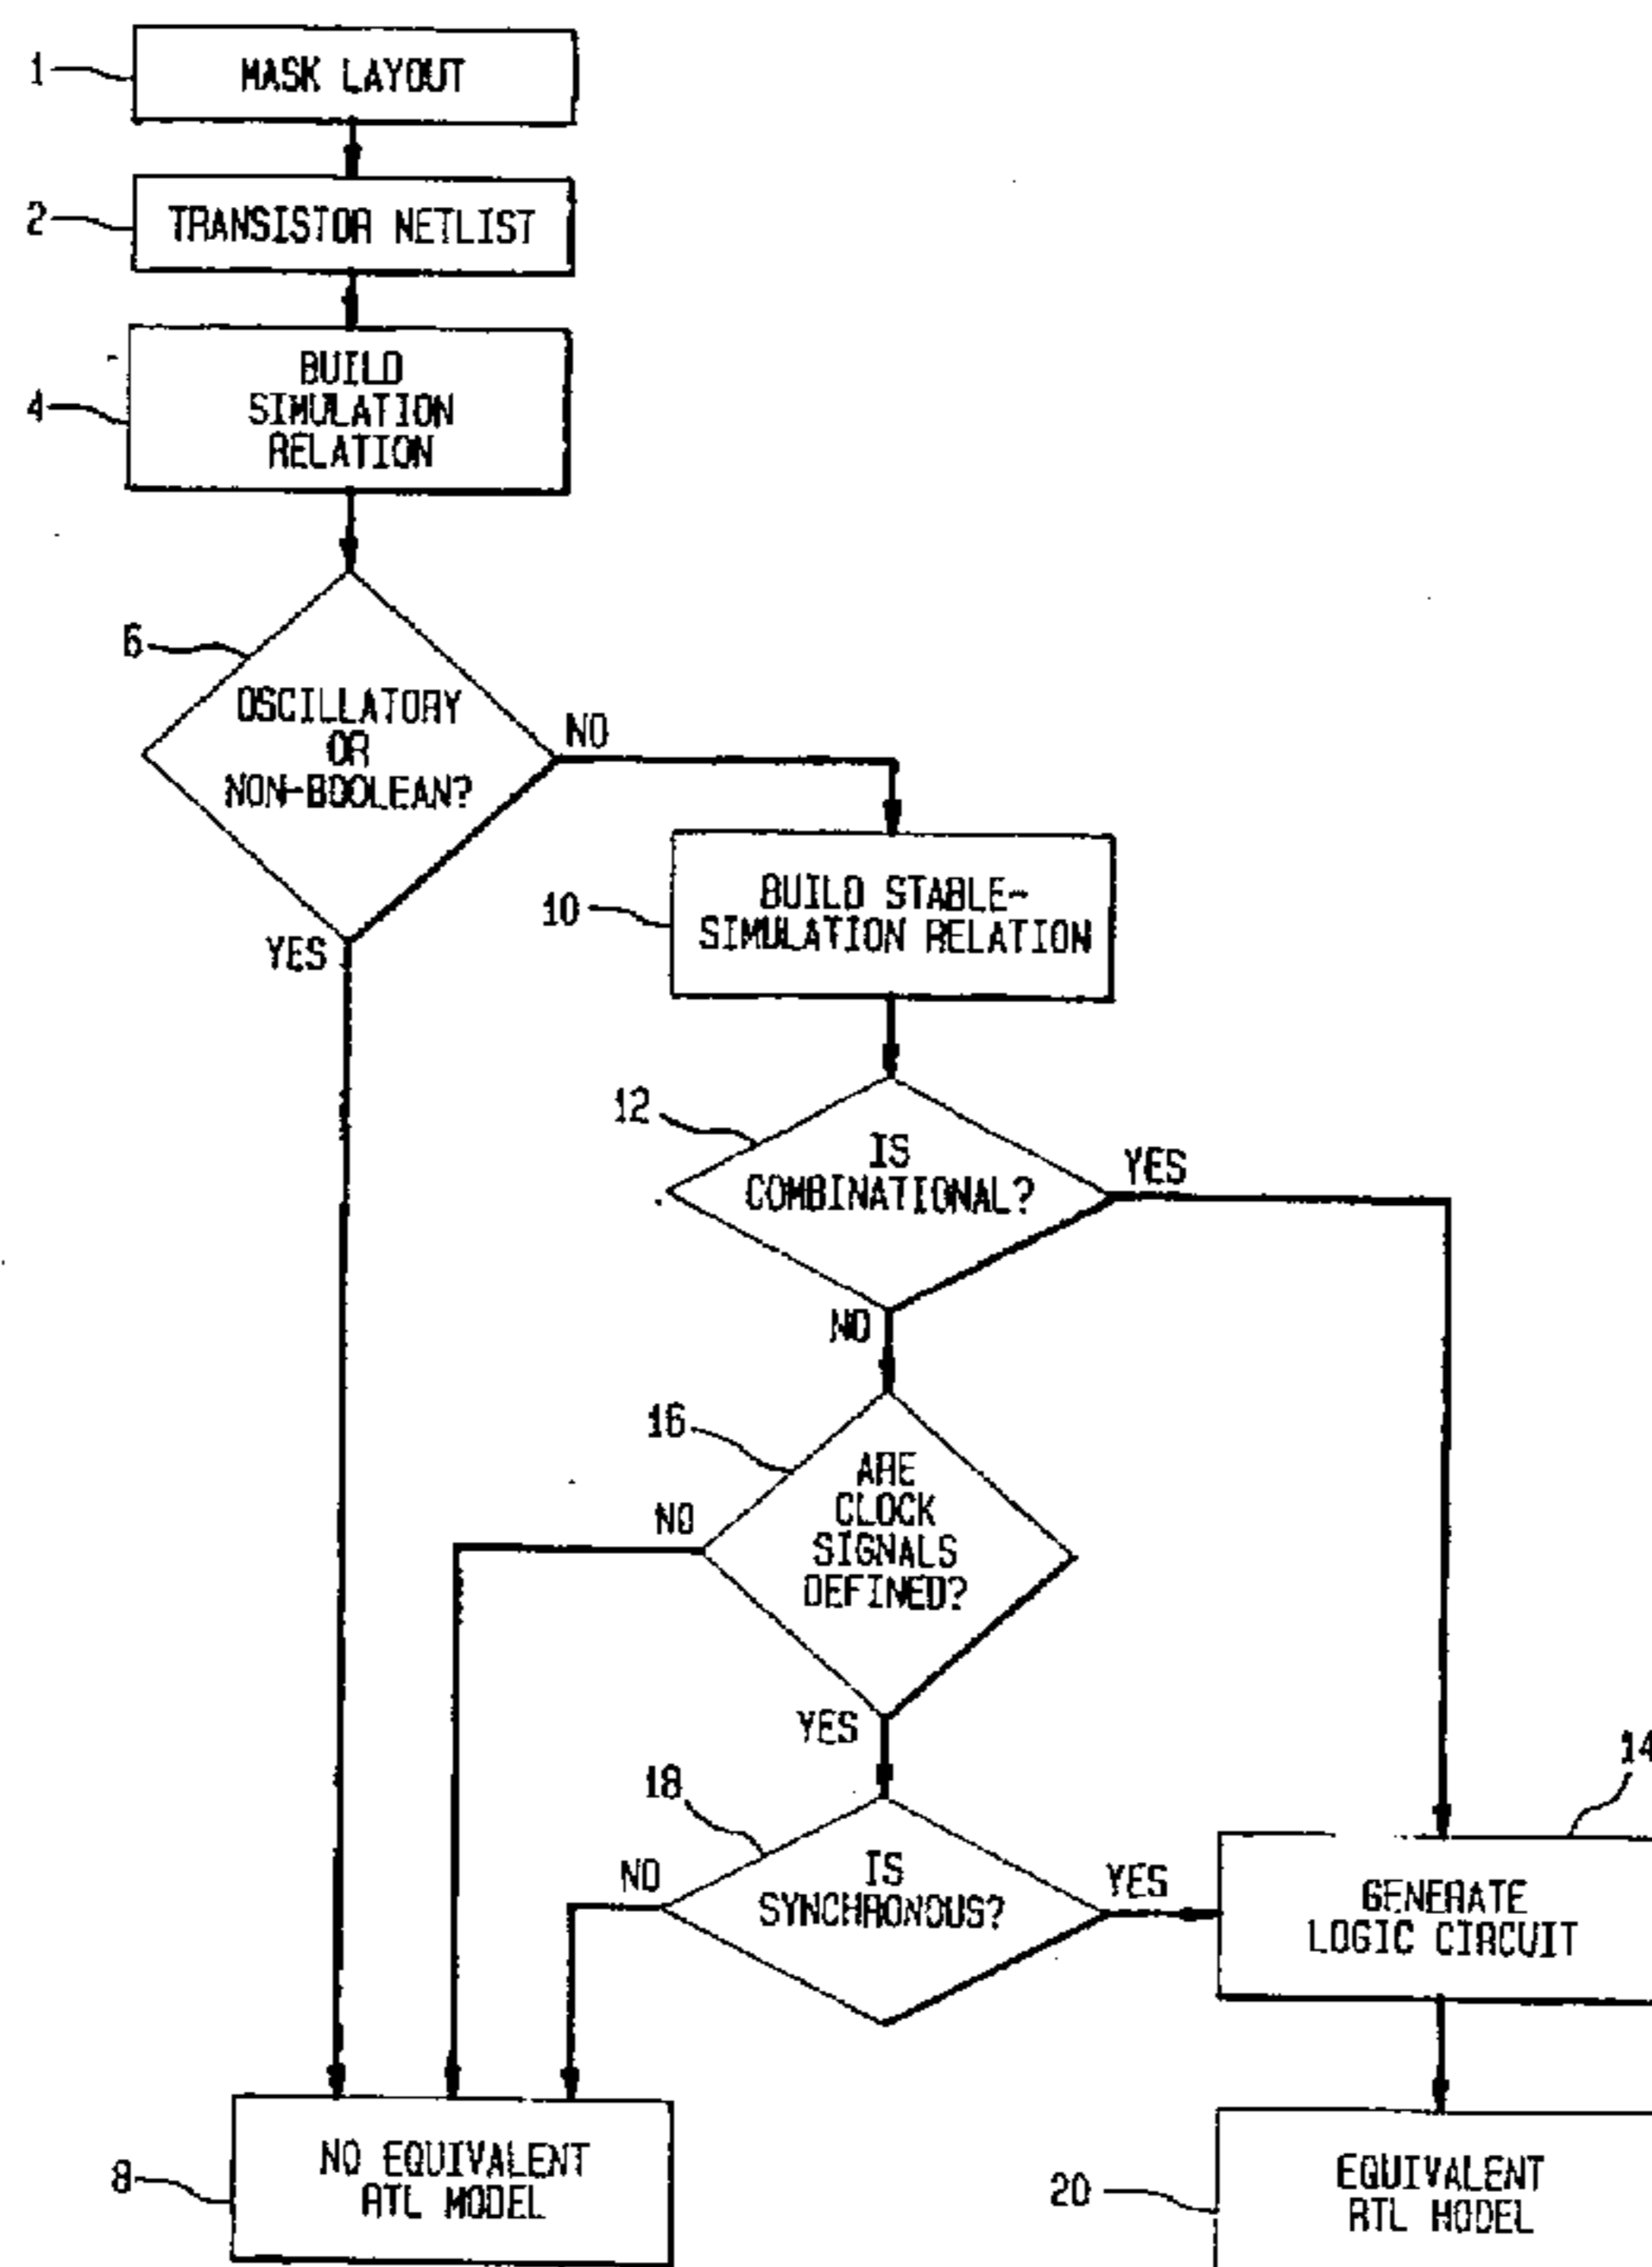 1
MASK LAYOUT
2
TRANSISTOR NETLIST
4
BUILD
SIMULATION
RELATION
6
OSCILLATORY
OR
NON-BOOLEAN?
NO
YES
10
BUILD STABLE-
SIMULATION RELATION
12
IS
COMBINATIONAL?
YES
NO
16
ARE
CLOCK
SIGNALS
DEFINED?
NO
YES
18
IS
SYNCHRONOUS?
NO
YES
14
GENERATE
LOGIC CIRCUIT
8
NO EQUIVALENT
RTL MODEL
20
EQUIVALENT
RTL MODEL